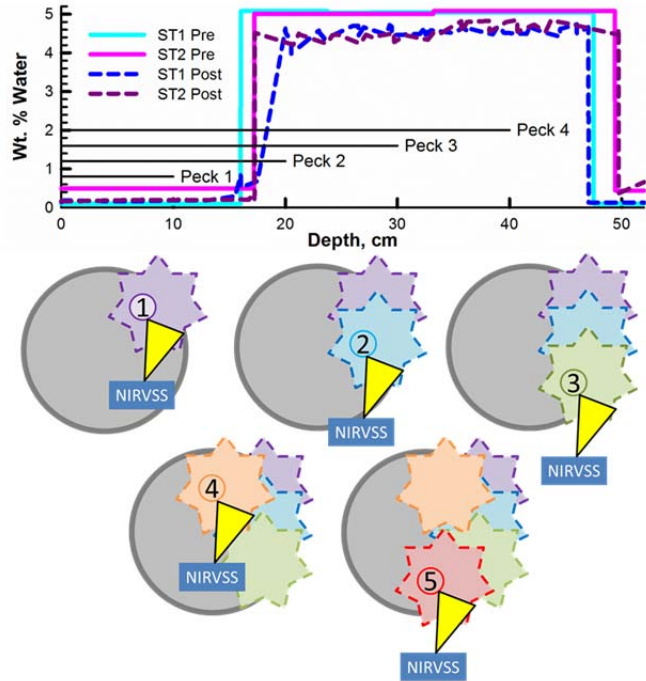 5
4
3
2
1
0
Wt. % Water
ST1 Pre
ST2 Pre
ST1 Post
ST2 Post
Peck 4
Peck 3
Peck 2
Peck 1
0 10 20 30 40 50
Depth, cm
1
NIRVSS
2
NIRVSS
3
NIRVSS
4
NIRVSS
5
NIRVSS